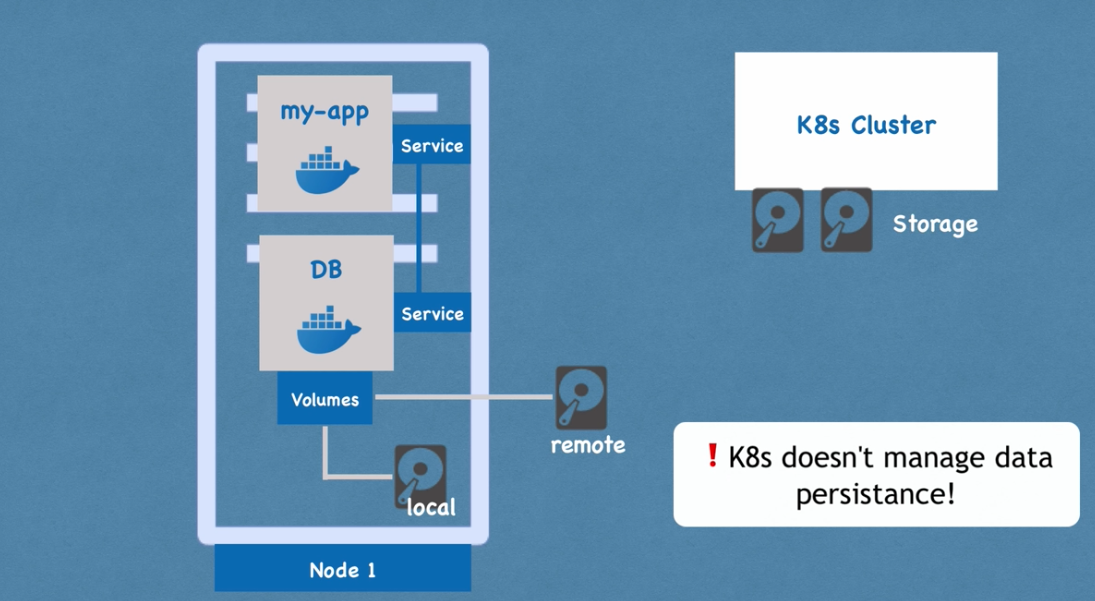 my-app
Service
DB
Service
Volumes
remote
local
Node 1
K8s Cluster
Storage
! K8s doesn't manage data
persistance!